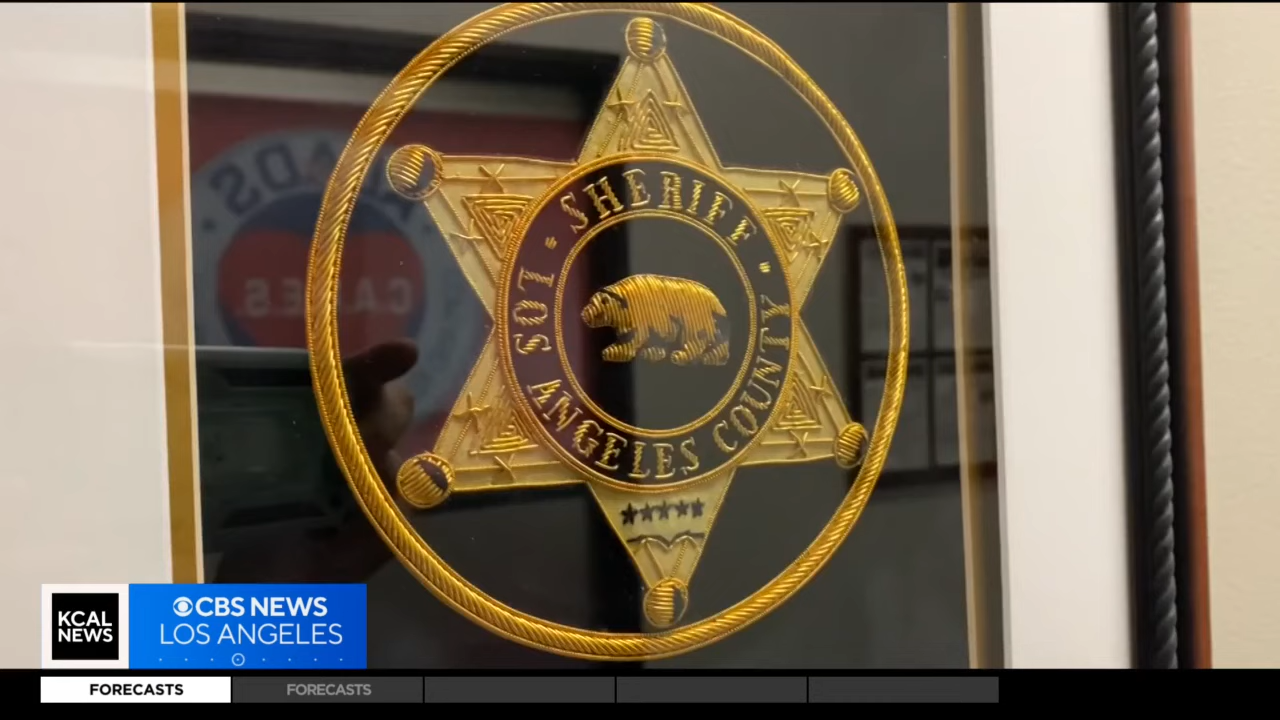 SHERIFF
LOS ANGELES COUNTY
KCAL
NEWS
CBS NEWS
LOS ANGELES
FORECASTS
FORECASTS